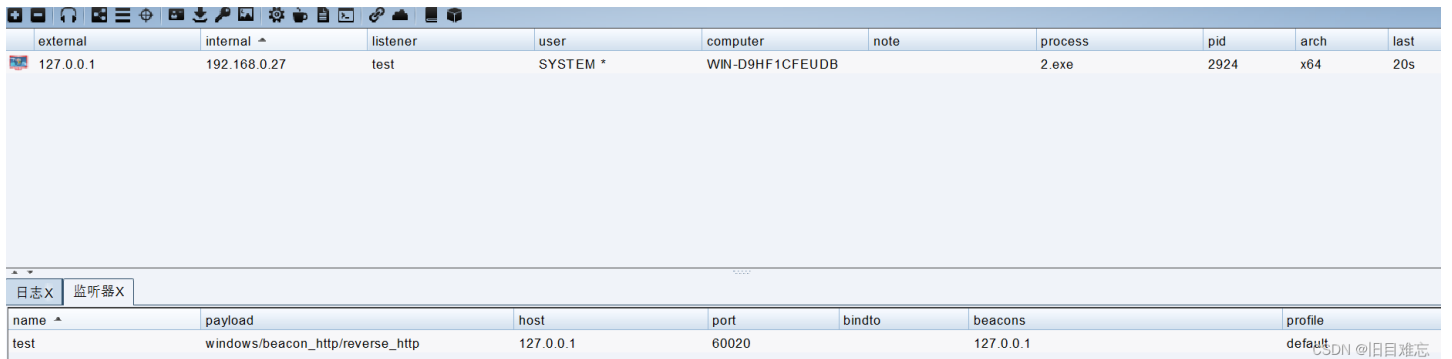 external internal listener user computer note process pid arch last
127.0.0.1 192.168.0.27 test SYSTEM * WIN-D9HF1CFEUDB 2.exe 2924 x64 20s
日志X 监听器X
name payload host port bindto beacons profile
test windows/beacon_http/reverse_http 127.0.0.1 60020 127.0.0.1 default
CSDN @旧目难忘